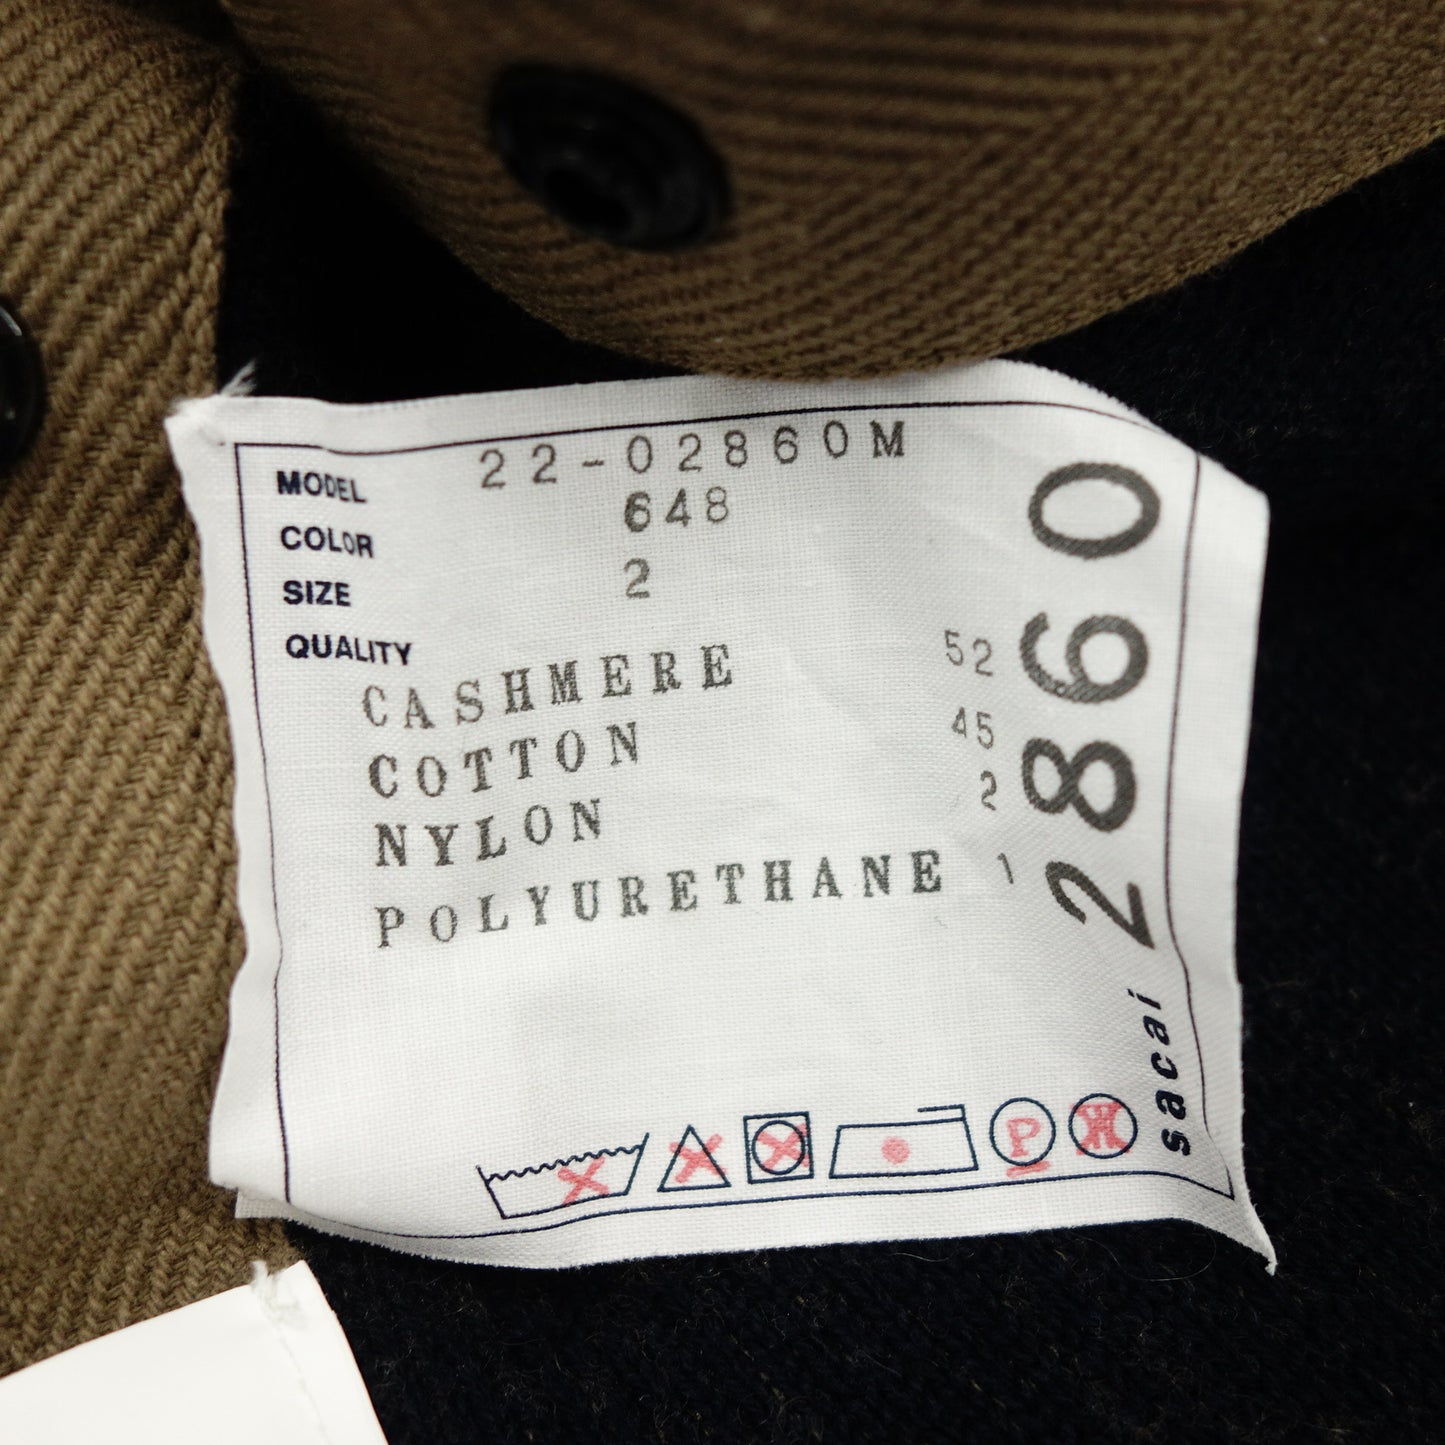 MODEL 22-02860M
COLOR 648
SIZE 2
QUALITY
CASHMERE 52
COTTON 45
NYLON 2
POLYURETHANE 1
sacai 2860
P
W